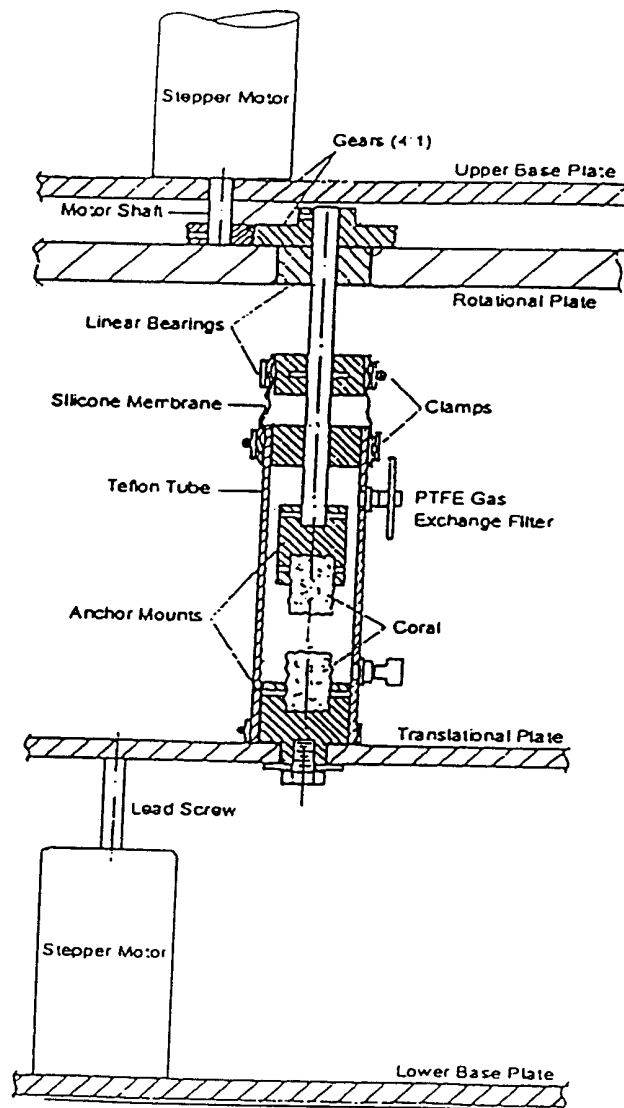 Stepper Motor
Gears (4:1)
Upper Base Plate
Motor Shaft
Rotational Plate
Linear Bearings
Silicone Membrane
Clamps
Teflon Tube
PTFE Gas
Exchange Filter
Anchor Mounts
Coral
Translational Plate
Lead Screw
Stepper Motor
Lower Base Plate